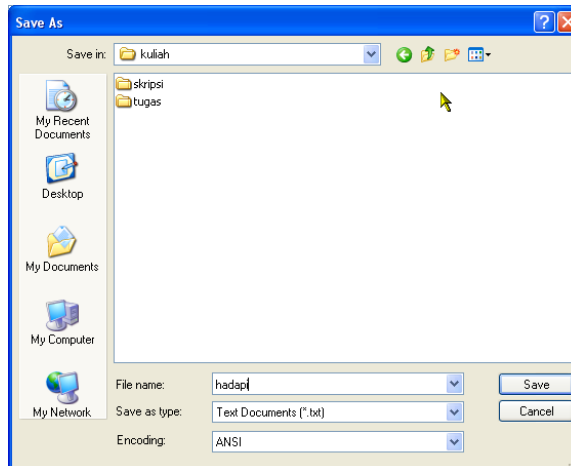 Save As
Save in:
kuliah
skripsi
tugas
My Recent
Documents
Desktop
My Documents
My Computer
My Network
File name:
hadapi
Save
Save as type:
Text Documents (*.txt)
Cancel
Encoding:
ANSI